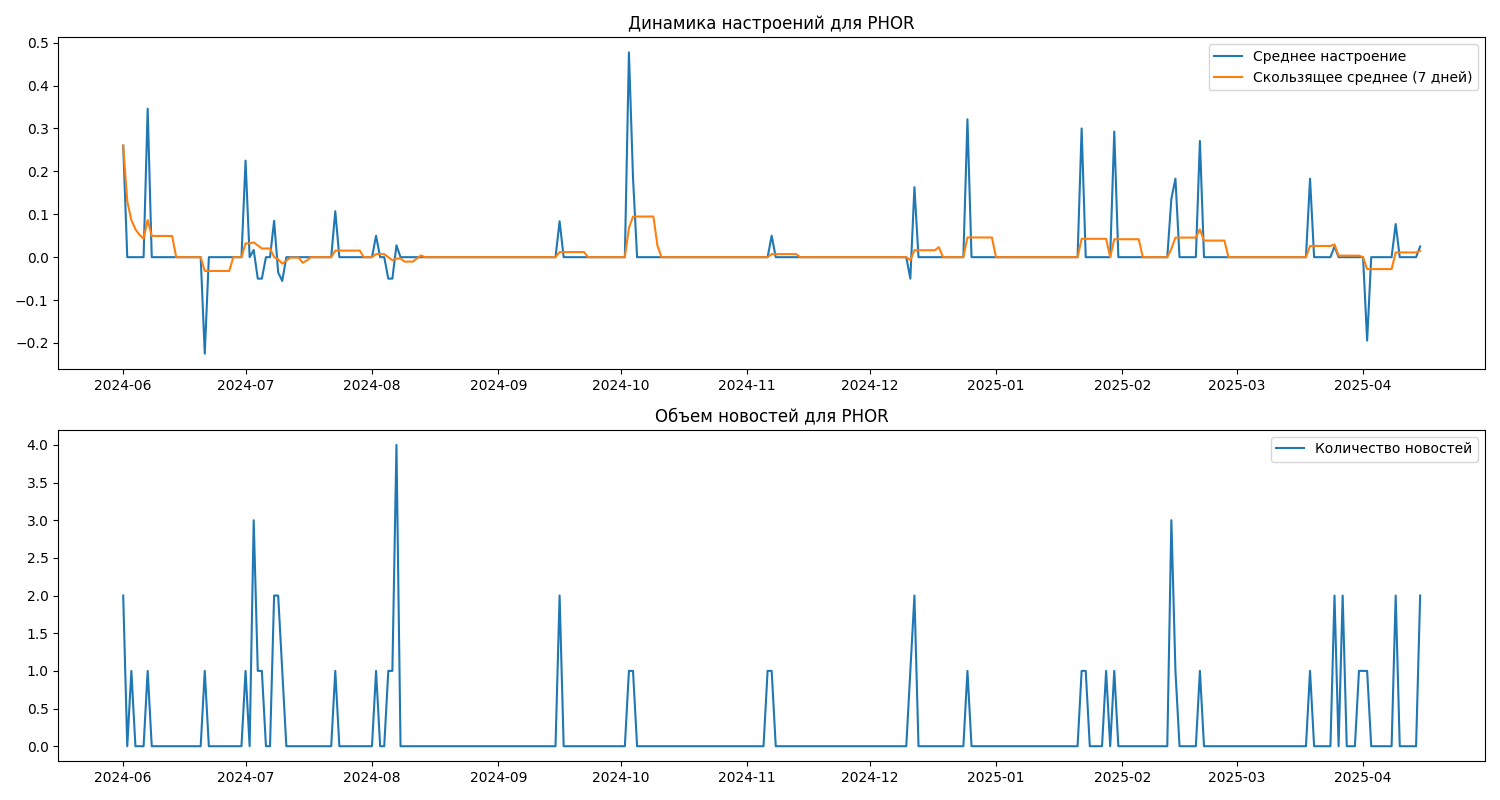 Динамика настроений для PHOR
0.5
0.4
0.3
0.2
0.1
0.0
−0.1
−0.2
Среднее настроение
Скользящее среднее (7 дней)
2024-06 2024-07 2024-08 2024-09 2024-10 2024-11 2024-12 2025-01 2025-02 2025-03 2025-04
Объем новостей для PHOR
4.0
3.5
3.0
2.5
2.0
1.5
1.0
0.5
0.0
Количество новостей
2024-06 2024-07 2024-08 2024-09 2024-10 2024-11 2024-12 2025-01 2025-02 2025-03 2025-04